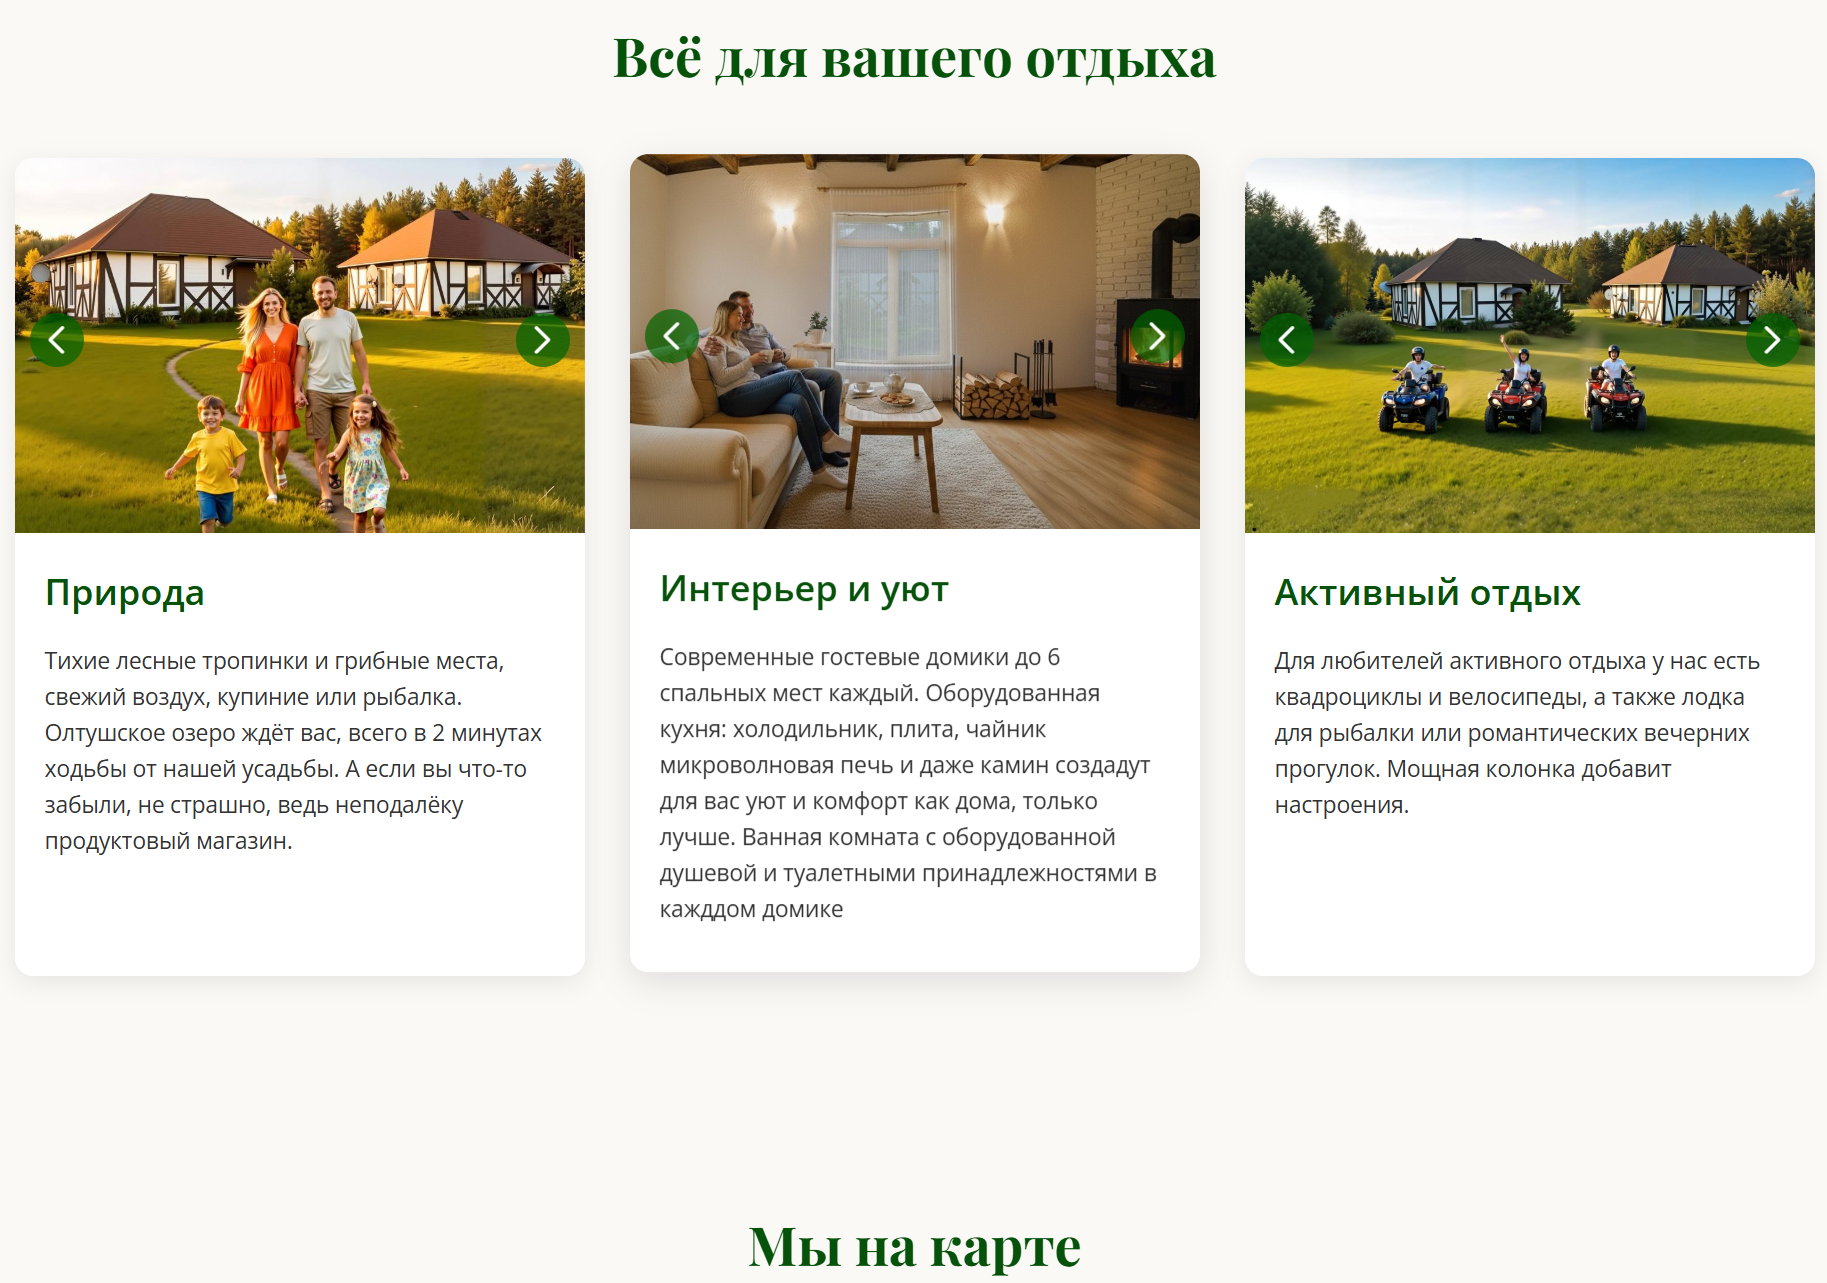 Всё для вашего отдыха
Природа
Тихие лесные тропинки и грибные места,
свежий воздух, купиние или рыбалка.
Олтушское озеро ждёт вас, всего в 2 минутах
ходьбы от нашей усадьбы. А если вы что-то
забыли, не страшно, ведь неподалёку
продуктовый магазин.
Интерьер и уют
Современные гостевые домики до 6
спальных мест каждый. Оборудованная
кухня: холодильник, плита, чайник
микроволновая печь и даже камин создадут
для вас уют и комфорт как дома, только
лучше. Ванная комната с оборудованной
душевой и туалетными принадлежностями в
кажддом домике
Активный отдых
Для любителей активного отдыха у нас есть
квадроциклы и велосипеды, а также лодка
для рыбалки или романтических вечерних
прогулок. Мощная колонка добавит
настроения.
Мы на карте